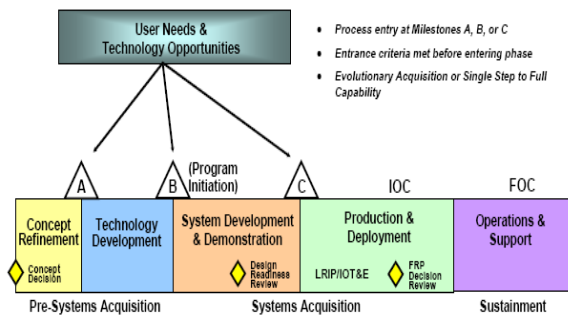 User Needs &
Technology Opportunities
• Process entry at Milestones A, B, or C
• Entrance criteria met before entering phase
• Evolutionary Acquisition or Single Step to Full
Capability
A
B
(Program
Initiation)
C
IOC
FOC
Concept
Refinement
Technology
Development
System Development
& Demonstration
Production &
Deployment
Operations &
Support
Concept
Decision
Design
Readiness
Review
LRIP/IOT&E
FRP
Decision
Review
Pre-Systems Acquisition
Systems Acquisition
Sustainment